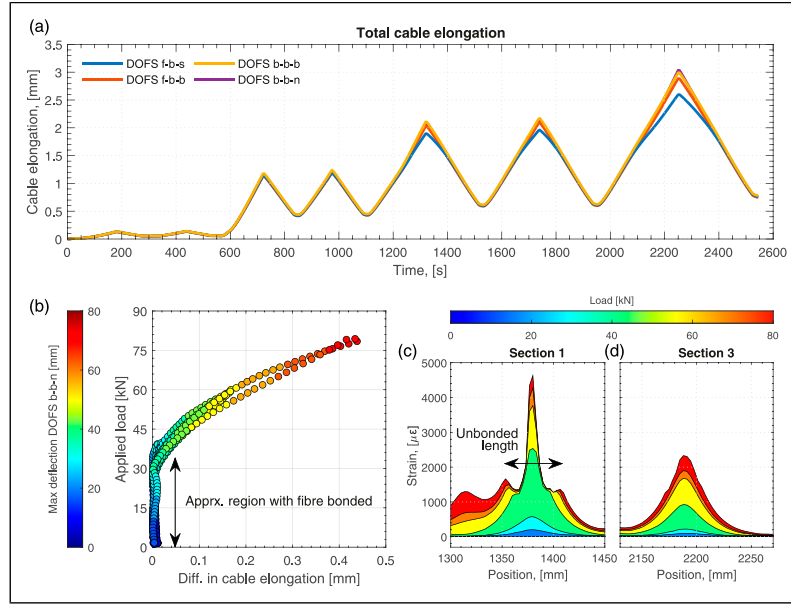 (a)
Total cable elongation
DOFS f-b-s
DOFS b-b-b
DOFS f-b-b
DOFS b-b-n
Cable elongation, [mm]
3.5
3
2.5
2
1.5
1
0.5
0
0 200 400 600 800 1000 1200 1400 1600 1800 2000 2200 2400 2600
Time, [s]
(b)
Max deflection DOFS b-b-n [mm]
80
60
40
20
0
Applied load [kN]
90
75
60
45
30
15
0
Apprx. region with fibre bonded
0 0.1 0.2 0.3 0.4 0.5
Diff. in cable elongation [mm]
Load [kN]
0 20 40 60 80
(c)
Section 1
Strain, [με]
5000
4000
3000
2000
1000
0
Unbonded
length
1300 1350 1400 1450
Position, [mm]
(d)
Section 3
2150 2200 2250
Position, [mm]